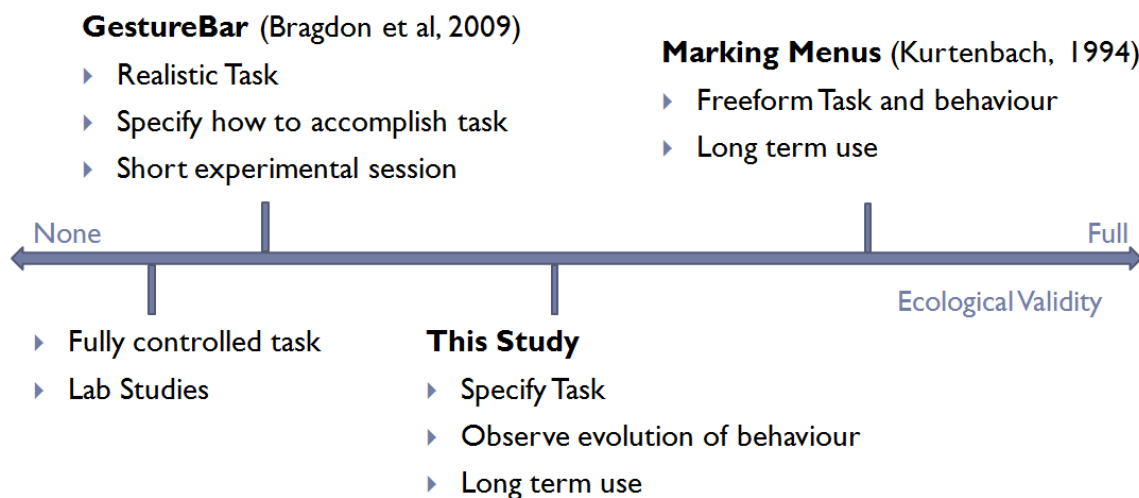 GestureBar (Bragdon et al, 2009)
Realistic Task
Specify how to accomplish task
Short experimental session
Marking Menus (Kurtenbach, 1994)
Freeform Task and behaviour
Long term use
None
Full
Ecological Validity
Fully controlled task
Lab Studies
This Study
Specify Task
Observe evolution of behaviour
Long term use